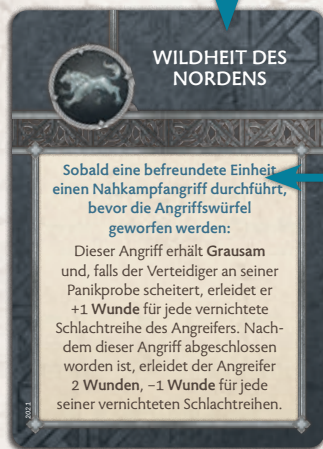 WILDHEIT DES
NORDENS
Sobald eine befreundete Einheit
einen Nahkampfangriff durchführt,
bevor die Angriffswürfel
geworfen werden:
Dieser Angriff erhält Grausam
und, falls der Verteidiger an seiner
Panikprobe scheitert, erleidet er
+1 Wunde für jede vernichtete
Schlachtreihe des Angreifers. Nach-
dem dieser Angriff abgeschlossen
worden ist, erleidet der Angreifer
2 Wunden, –1 Wunde für jede
seiner vernichteten Schlachtreihen.
2021